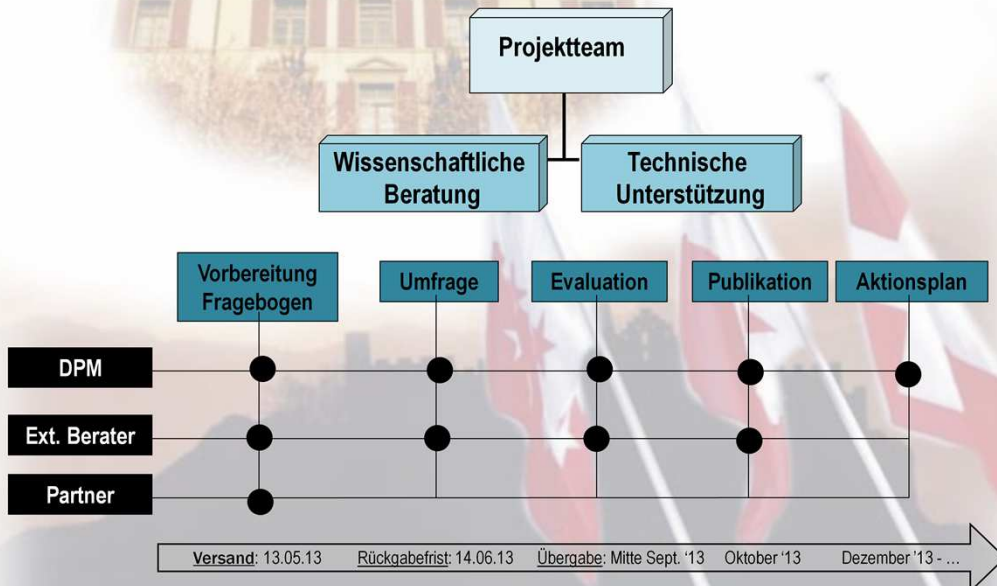 Projektteam
Wissenschaftliche
Beratung
Technische
Unterstützung
Vorbereitung
Fragebogen
Umfrage
Evaluation
Publikation
Aktionsplan
DPM
Ext. Berater
Partner
Versand: 13.05.13
Rückgabefrist: 14.06.13
Übergabe: Mitte Sept. ‘13
Oktober ‘13
Dezember ’13 - ...